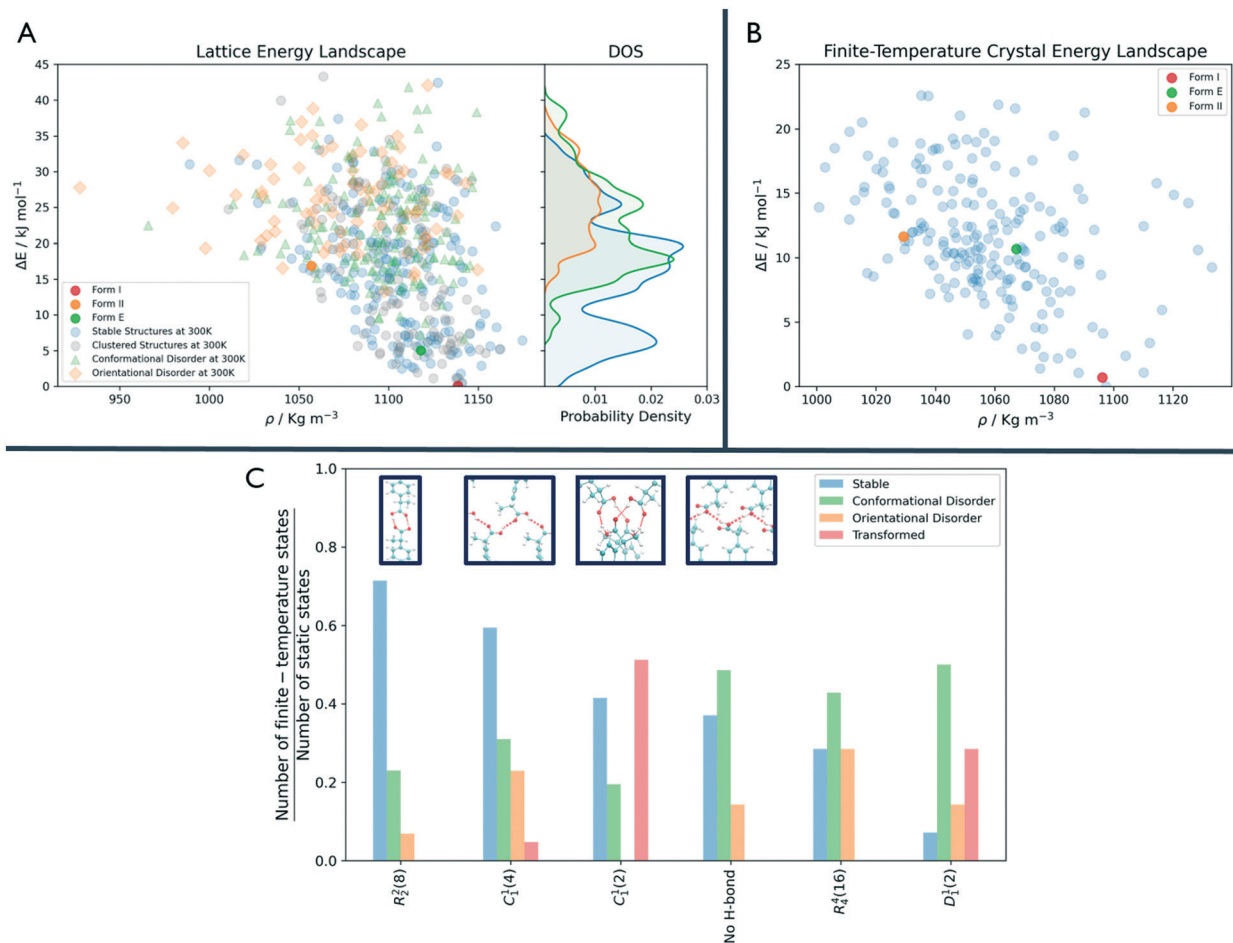 A
Lattice Energy Landscape
DOS
ΔE / kJ mol⁻¹
45
40
35
30
25
20
15
10
5
0
Form I
Form II
Form E
Stable Structures at 300K
Clustered Structures at 300K
Conformational Disorder at 300K
Orientational Disorder at 300K
950
1000
1050
1100
1150
ρ / Kg m⁻³
0.01
0.02
0.03
Probability Density
B
Finite-Temperature Crystal Energy Landscape
ΔE / kJ mol⁻¹
25
20
15
10
5
0
Form I
Form E
Form II
1000
1020
1040
1060
1080
1100
1120
ρ / Kg m⁻³
C
Number of finite − temperature states
Number of static states
1.0
0.8
0.6
0.4
0.2
0.0
Stable
Conformational Disorder
Orientational Disorder
Transformed
R²₂(8)
C¹₁(4)
C¹₁(2)
No H-bond
R⁴₄(16)
D¹₁(2)